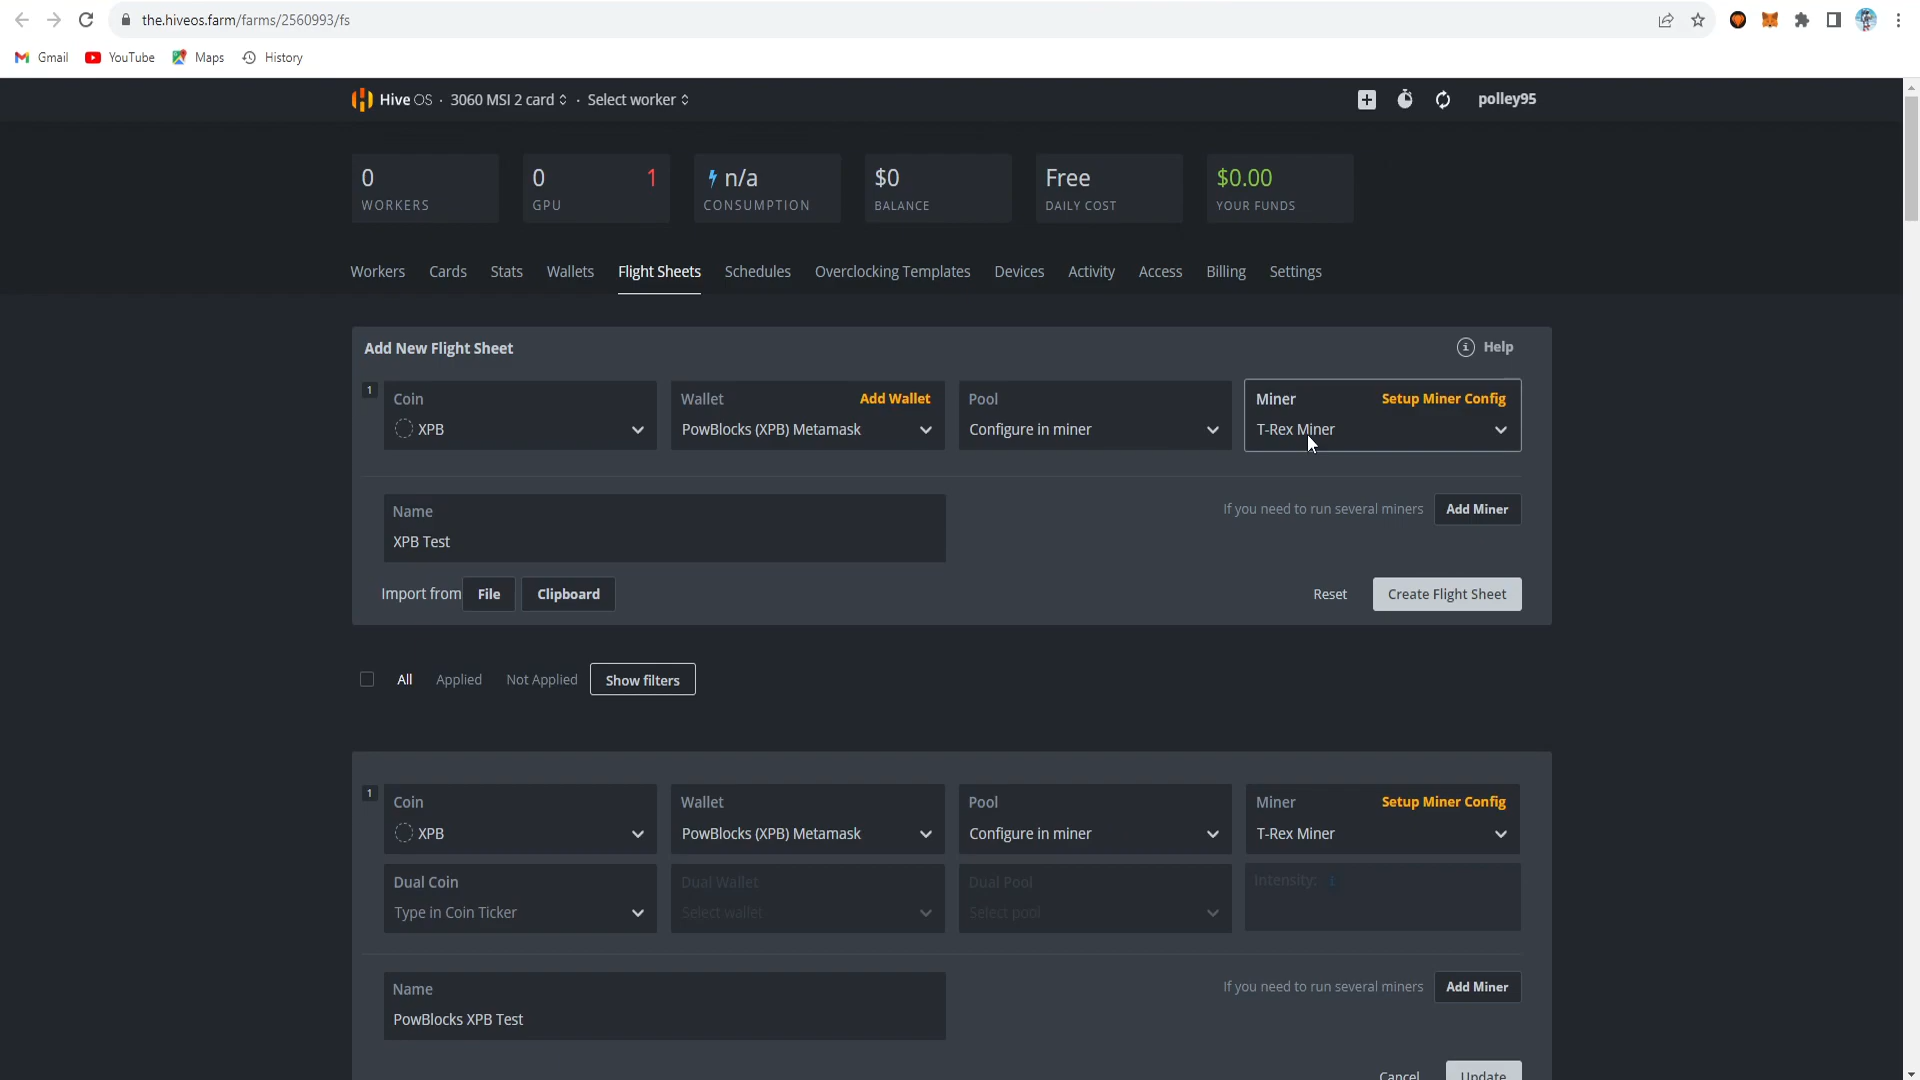 the.hiveos.farm/farms/2560993/fs
Gmail YouTube Maps History
Hive OS · 3060 MSI 2 card · Select worker polley95
0 0 1 n/a $0 Free $0.00
WORKERS GPU CONSUMPTION BALANCE DAILY COST YOUR FUNDS
Workers Cards Stats Wallets Flight Sheets Schedules Overclocking Templates Devices Activity Access Billing Settings
Add New Flight Sheet i Help
1 Coin Wallet Add Wallet Pool Miner Setup Miner Config
XPB PowBlocks (XPB) Metamask Configure in miner T-Rex Miner
Name If you need to run several miners Add Miner
XPB Test
Import from File Clipboard Reset Create Flight Sheet
All Applied Not Applied Show filters
1 Coin Wallet Pool Miner Setup Miner Config
XPB PowBlocks (XPB) Metamask Configure in miner T-Rex Miner
Dual Coin Dual Wallet Dual Pool Intensity: i
Type in Coin Ticker Select wallet Select pool
Name If you need to run several miners Add Miner
PowBlocks XPB Test
Cancel Update